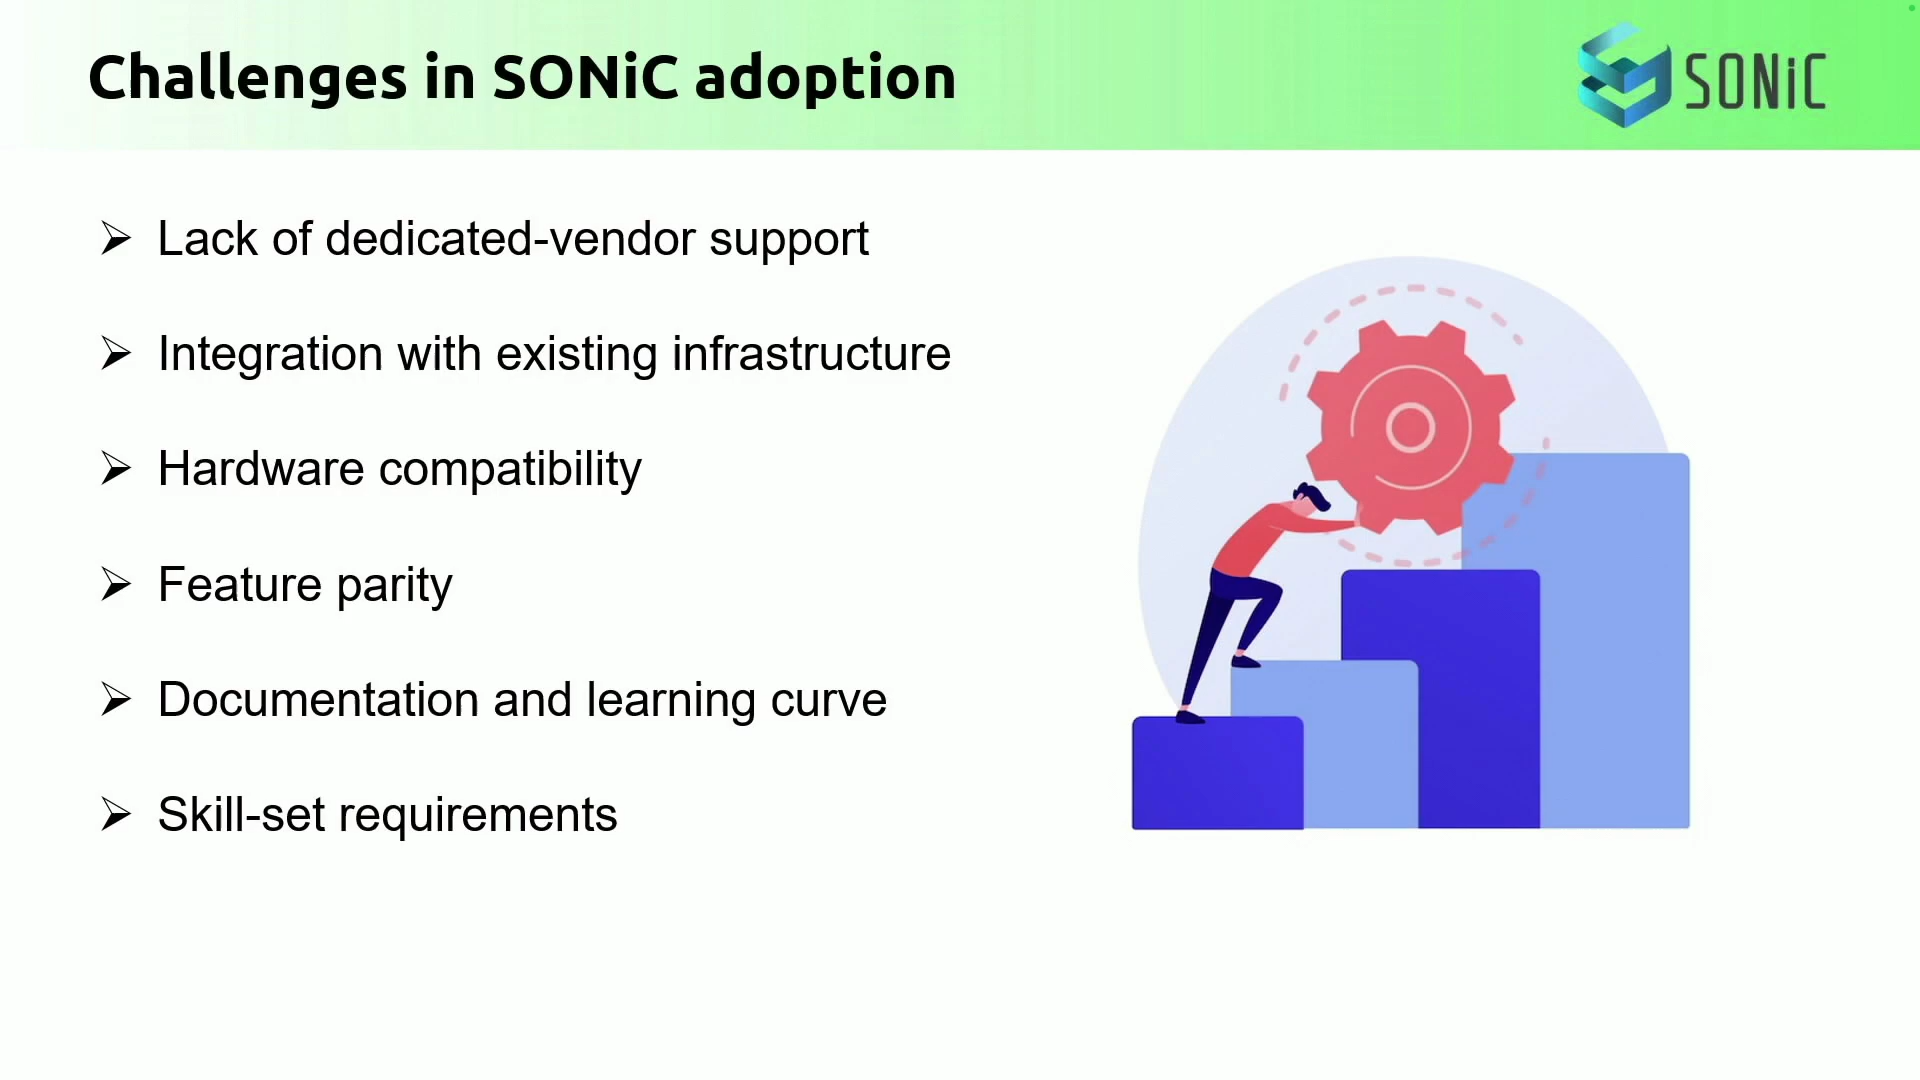 Challenges in SONiC adoption
SONiC
Lack of dedicated-vendor support
Integration with existing infrastructure
Hardware compatibility
Feature parity
Documentation and learning curve
Skill-set requirements